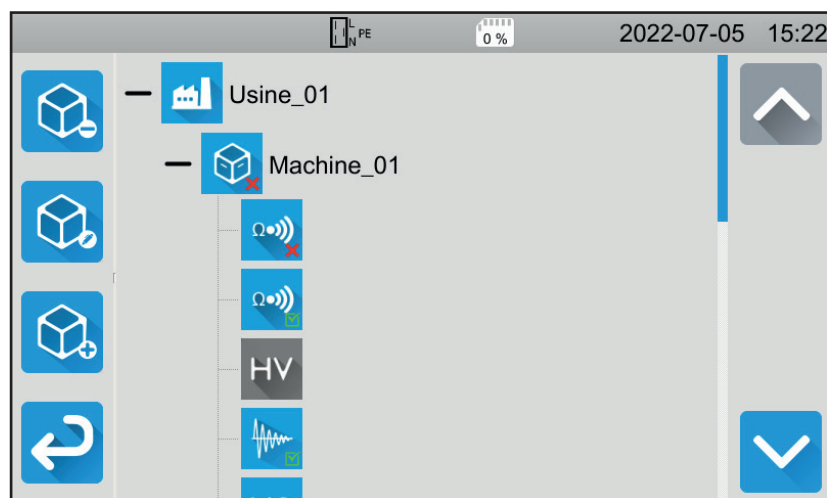 L
N PE
0 %
2022-07-05 15:22
Usine_01
Machine_01
Ω
Ω
HV